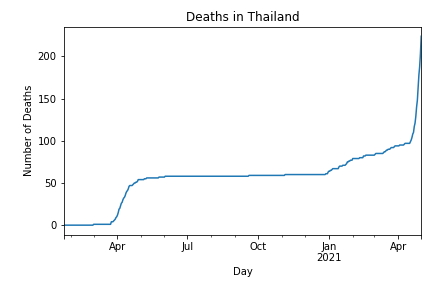 Deaths in Thailand
Number of Deaths
200
150
100
50
0
Apr
Jul
Oct
Jan
2021
Apr
Day